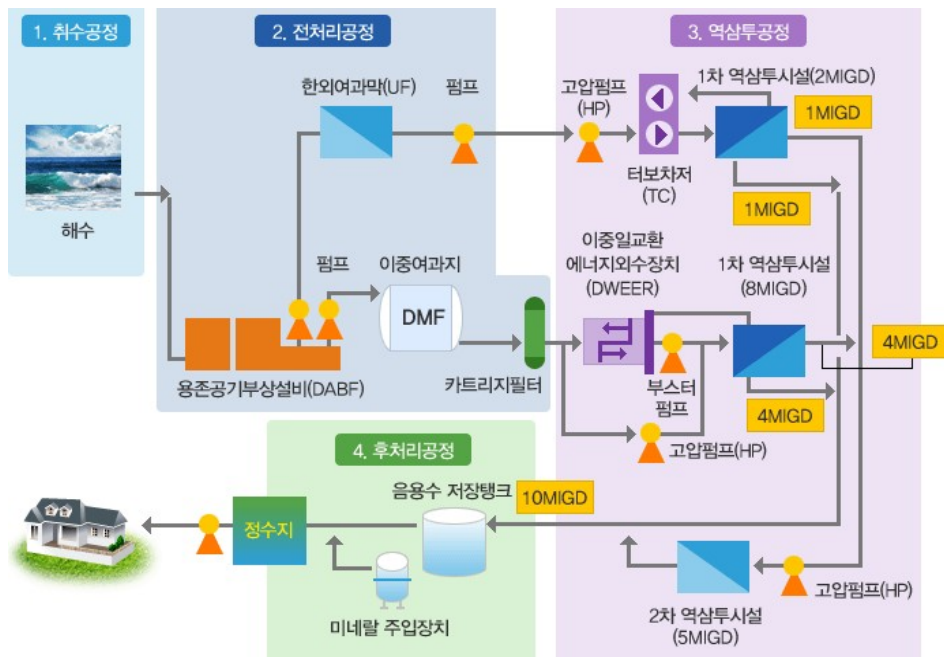 1. 취수공정
해수
2. 전처리공정
한외여과막(UF)
펌프
펌프
이중여과지
DMF
용존공기부상설비(DABF)
카트리지필터
3. 역삼투공정
고압펌프
(HP)
터보차저
(TC)
1차 역삼투시설(2MIGD)
1MIGD
1MIGD
이중일교환
에너지외수장치
(DWEER)
1차 역삼투시설
(8MIGD)
4MIGD
부스터
펌프
4MIGD
고압펌프(HP)
10MIGD
고압펌프(HP)
2차 역삼투시설
(5MIGD)
4. 후처리공정
음용수 저장탱크
정수지
미네랄 주입장치